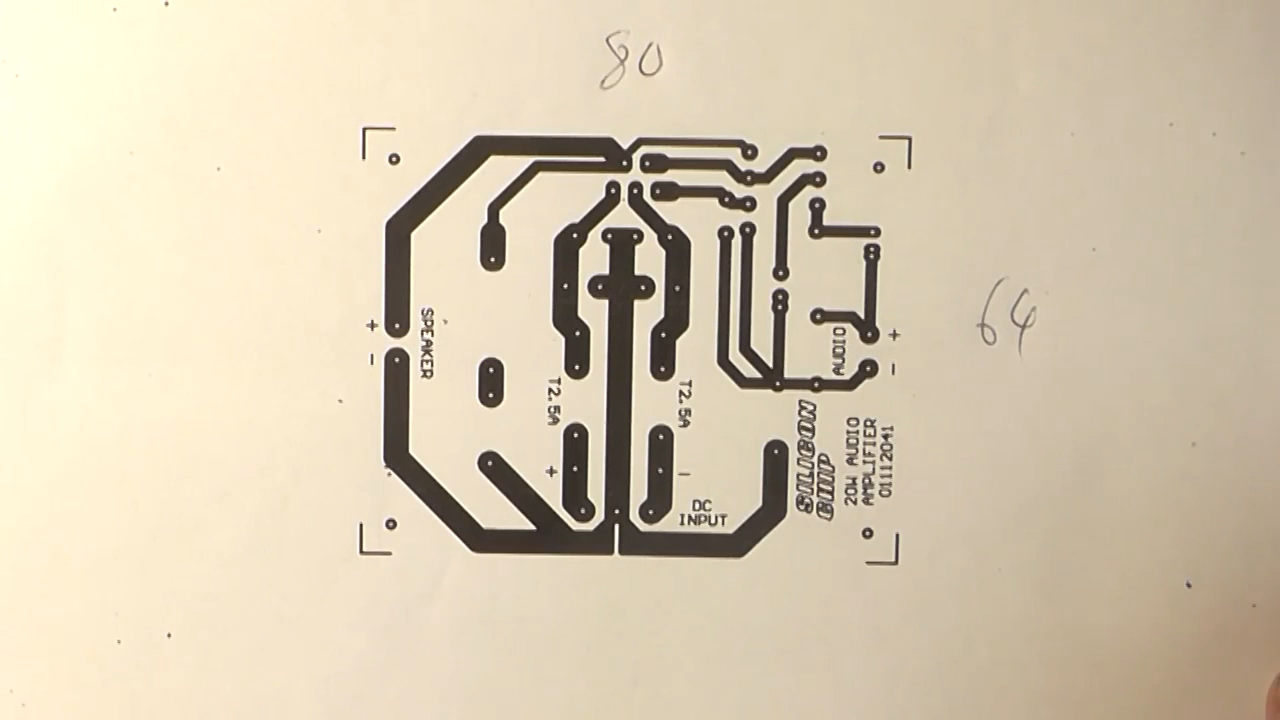 80
64
+
-
SPEAKER
T2.5A
+
T2.5A
-
DC
INPUT
AUDIO
+
-
SILICON
CHIP
20W AUDIO
AMPLIFIER
01112041